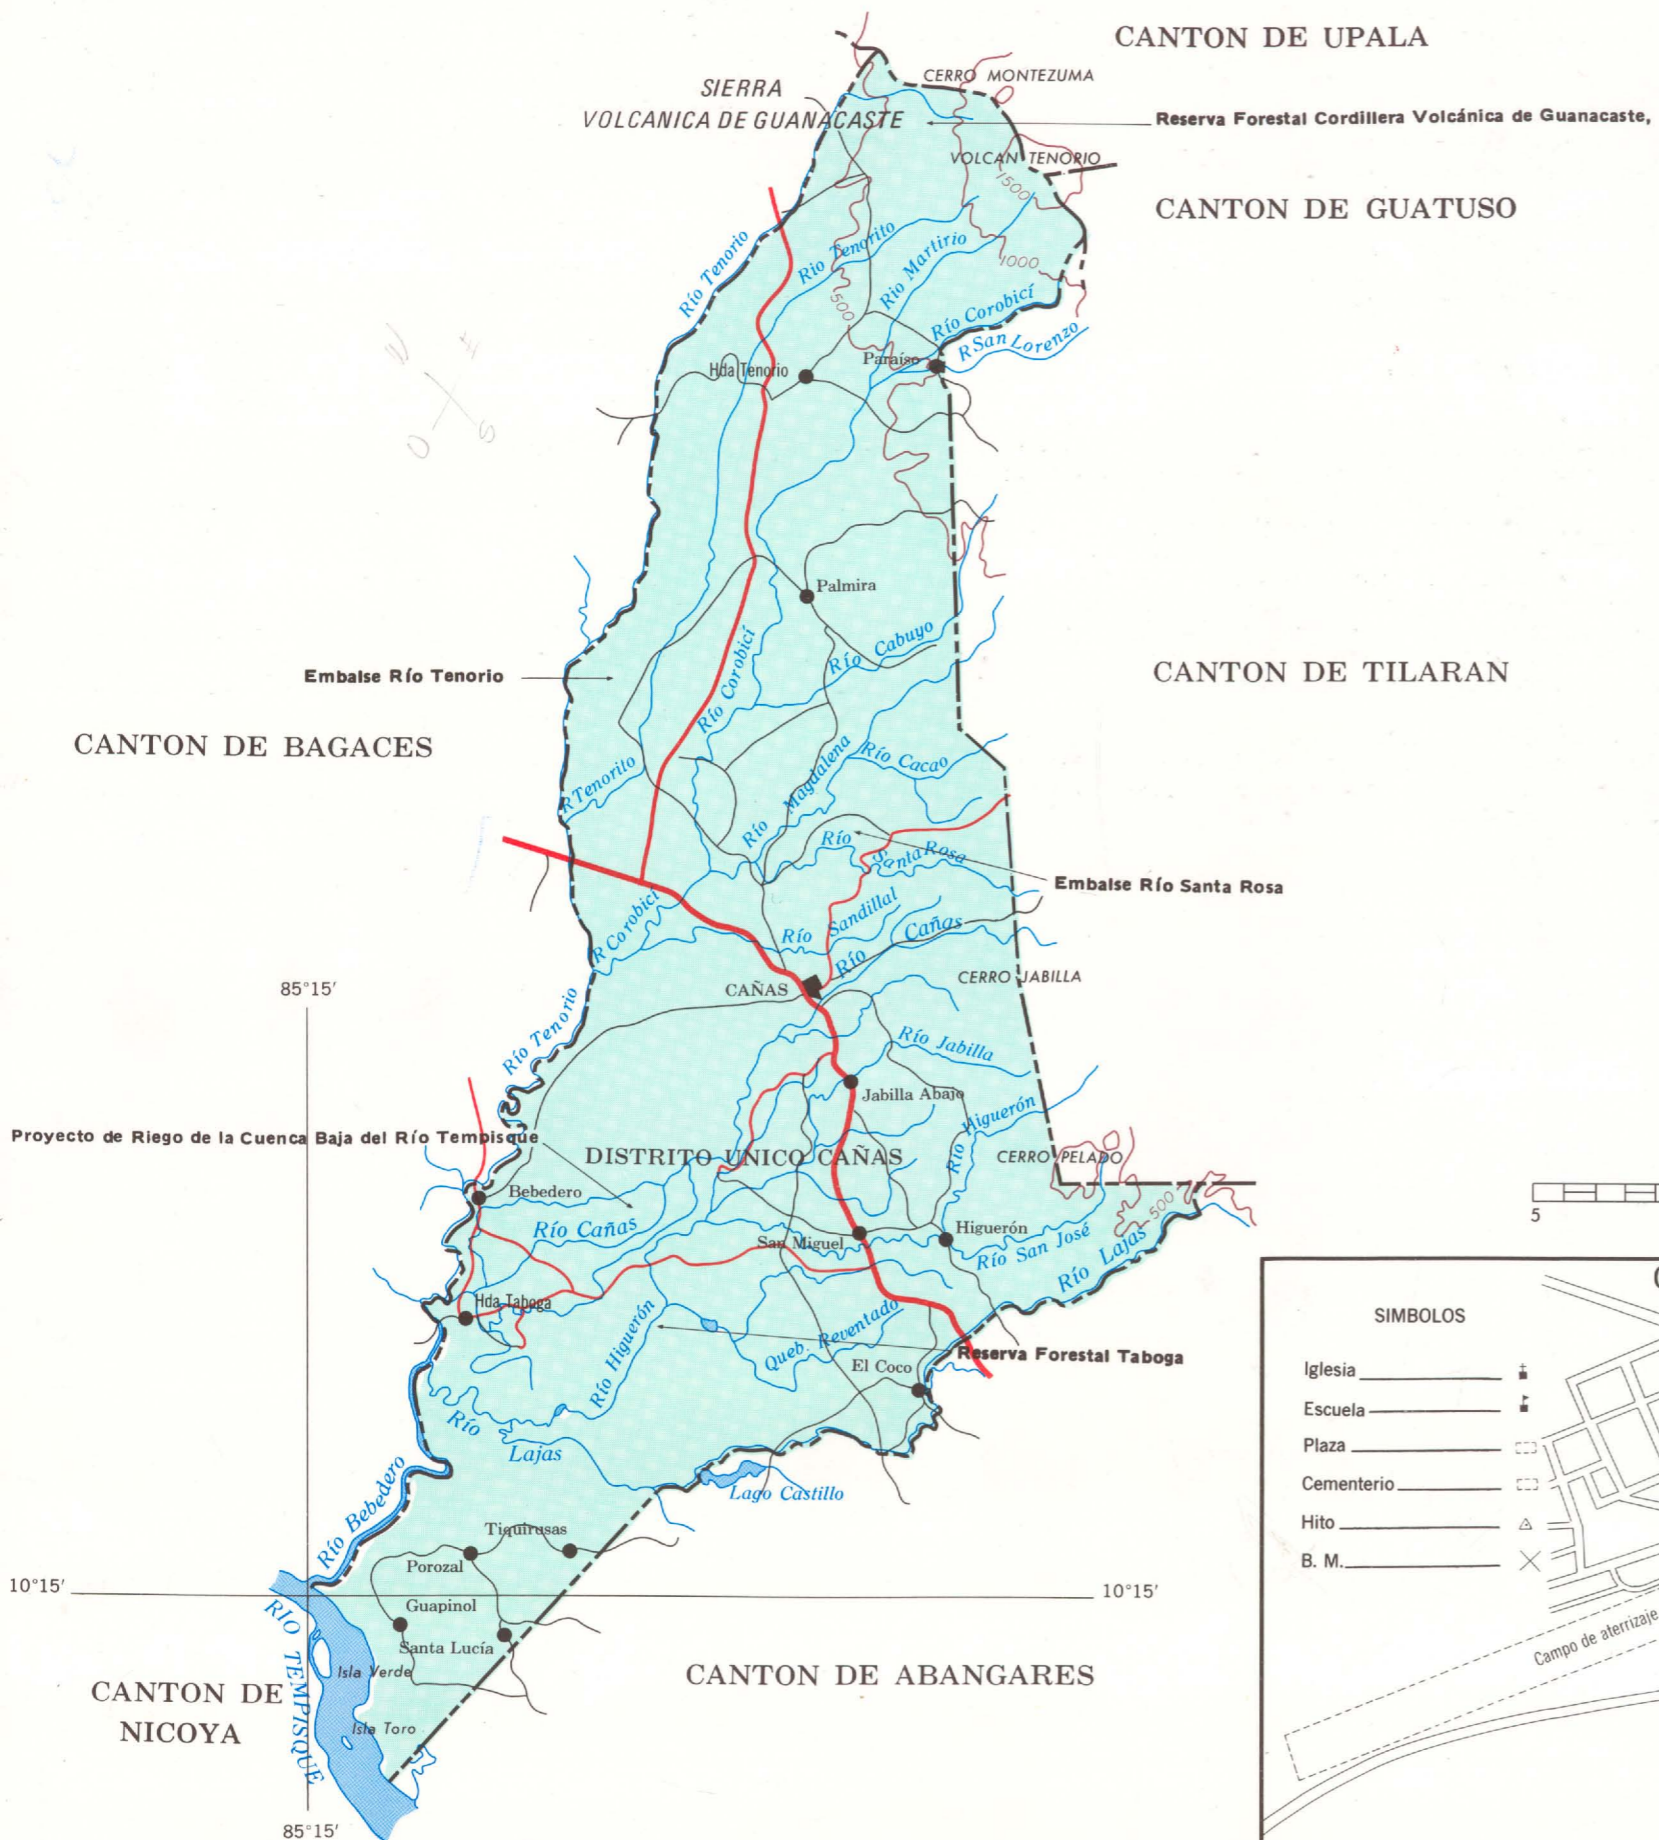 CANTON DE UPALA
SIERRA
VOLCANICA DE GUANACASTE
CERRO MONTEZUMA
Reserva Forestal Cordillera Volcánica de Guanacaste,
VOLCAN TENORIO
1500
CANTON DE GUATUSO
Río Tenorio
Rio Tenorito
Rio Martirio
1000
500
Río Corobicí
R San Lorenzo
Hda Tenorio
Paraíso
N
E
O
S
Palmira
Río Cabuyo
Río Corobicí
Embalse Río Tenorio
CANTON DE TILARAN
CANTON DE BAGACES
R Tenorito
Río Magdalena
Río Cacao
Río Santa Rosa
Embalse Río Santa Rosa
R Corobicí
Río Sandillal
Río Cañas
CAÑAS
CERRO JABILLA
85°15'
Río Tenorio
Río Jabilla
Jabilla Abajo
Río Higuerón
Proyecto de Riego de la Cuenca Baja del Río Tempisque
DISTRITO UNICO CAÑAS
CERRO PELADO
Bebedero
Río Cañas
San Miguel
Higuerón
Río San José
500
Río Lajas
5
Hda Taboga
Río Higuerón
Queb. Reventado
El Coco
Reserva Forestal Taboga
Río Lajas
Río Bebedero
Lago Castillo
Tiquirusas
Porozal
10°15'
10°15'
Guapinol
Santa Lucía
RIO TEMPISQUE
Isla Verde
Isla Toro
CANTON DE
NICOYA
CANTON DE ABANGARES
85°15'
SIMBOLOS
Iglesia
Escuela
Plaza
Cementerio
Hito
B. M.
Campo de aterrizaje